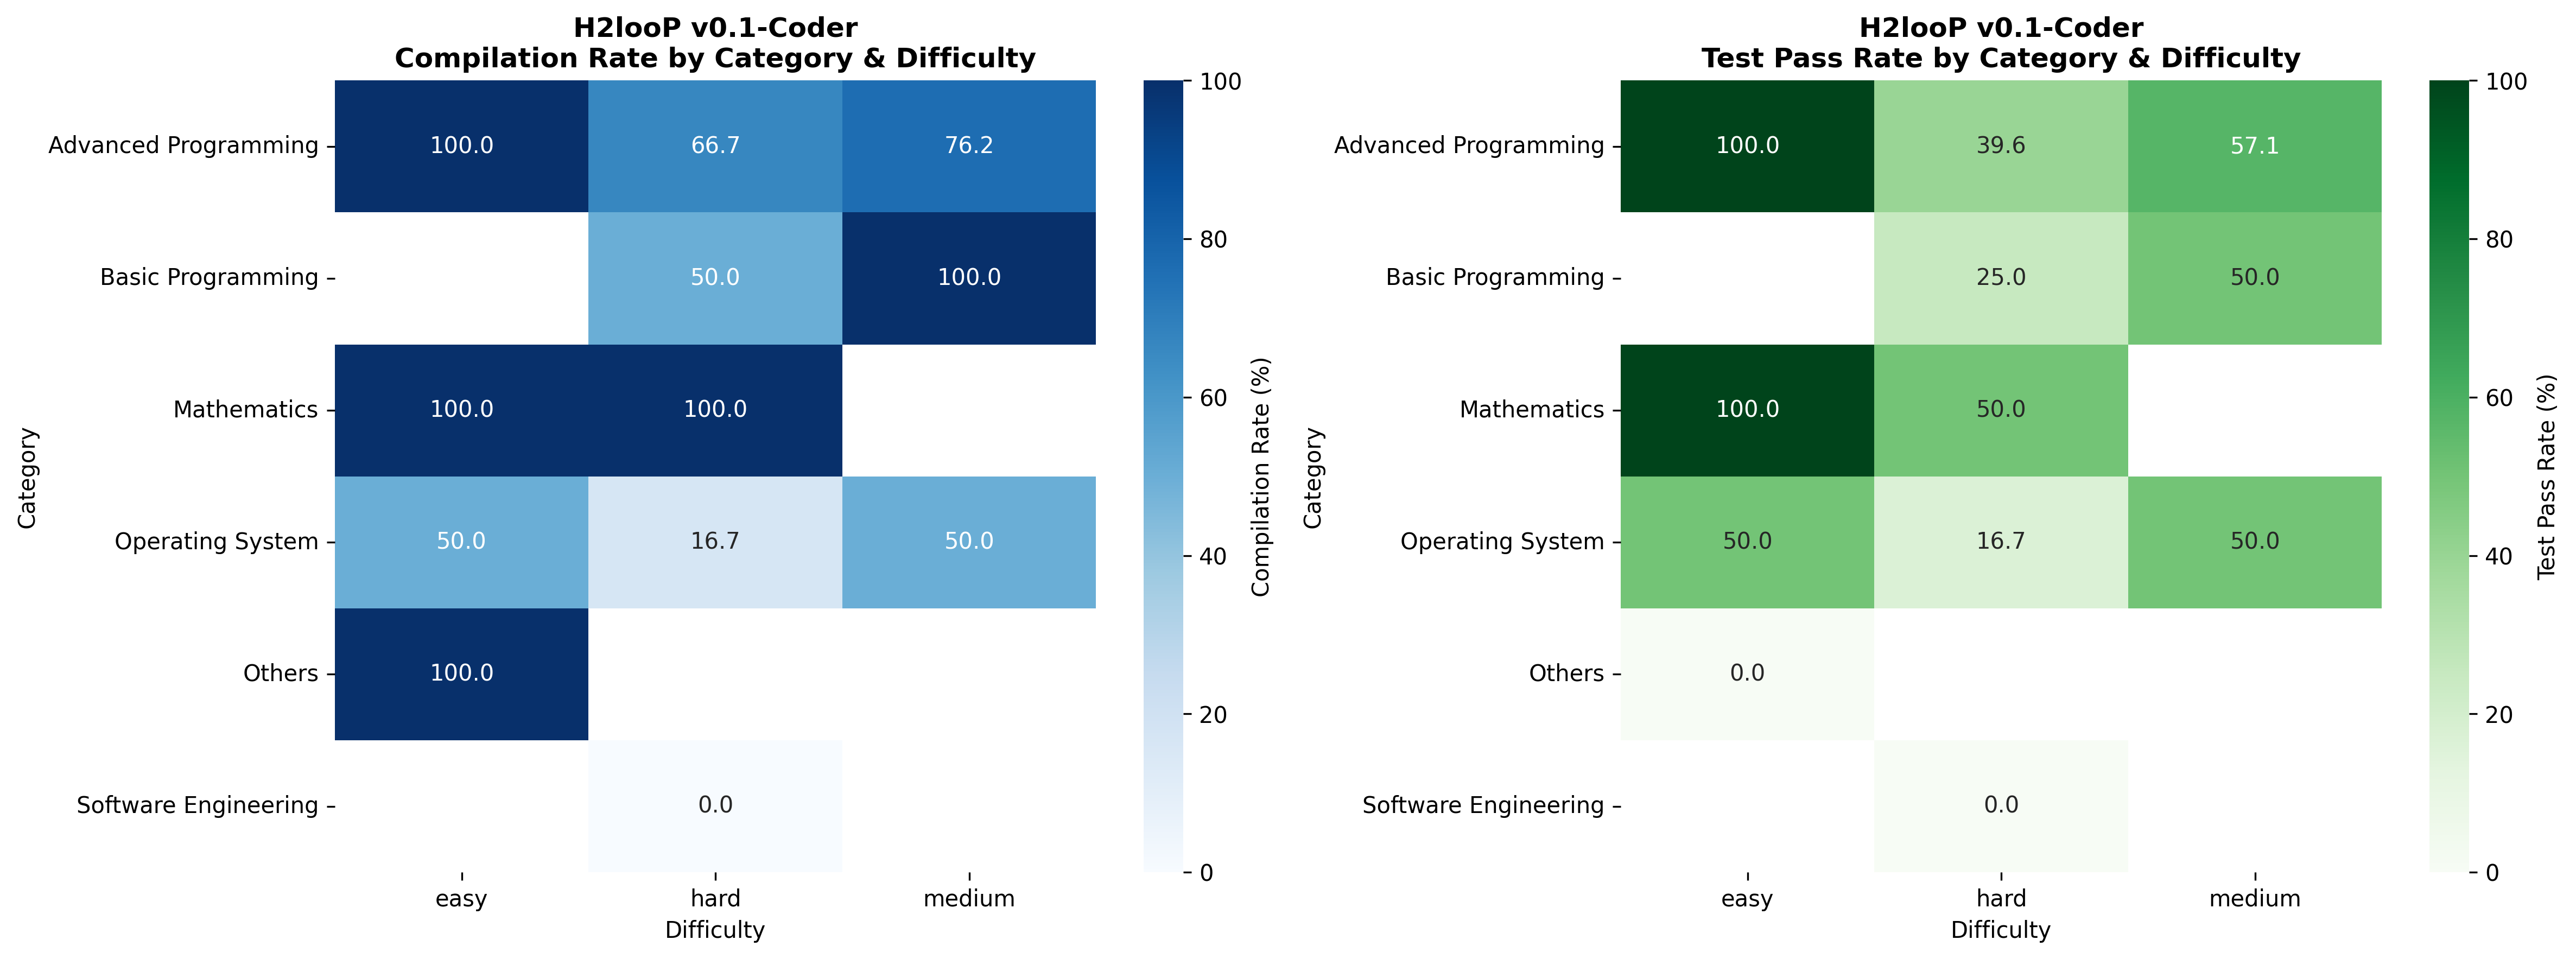 H2looP v0.1-Coder
Compilation Rate by Category & Difficulty
Category
Advanced Programming 100.0 66.7 76.2
Basic Programming 50.0 100.0
Mathematics 100.0 100.0
Operating System 50.0 16.7 50.0
Others 100.0
Software Engineering 0.0
easy hard medium
Difficulty
100
80
60
40
20
0
Compilation Rate (%)
H2looP v0.1-Coder
Test Pass Rate by Category & Difficulty
Category
Advanced Programming 100.0 39.6 57.1
Basic Programming 25.0 50.0
Mathematics 100.0 50.0
Operating System 50.0 16.7 50.0
Others 0.0
Software Engineering 0.0
easy hard medium
Difficulty
100
80
60
40
20
0
Test Pass Rate (%)